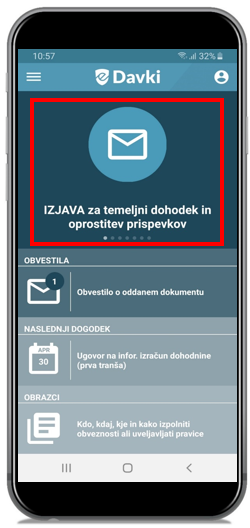 10:57
32%
eDavki
IZJAVA za temeljni dohodek in
oprostitev prispevkov
OBVESTILA
1
Obvestilo o oddanem dokumentu
NASLEDNJI DOGODEK
APR
30
Ugovor na infor. izračun dohodnine
(prva tranša)
OBRAZCI
Kdo, kdaj, kje in kako izpolniti
obveznosti ali uveljavljati pravice